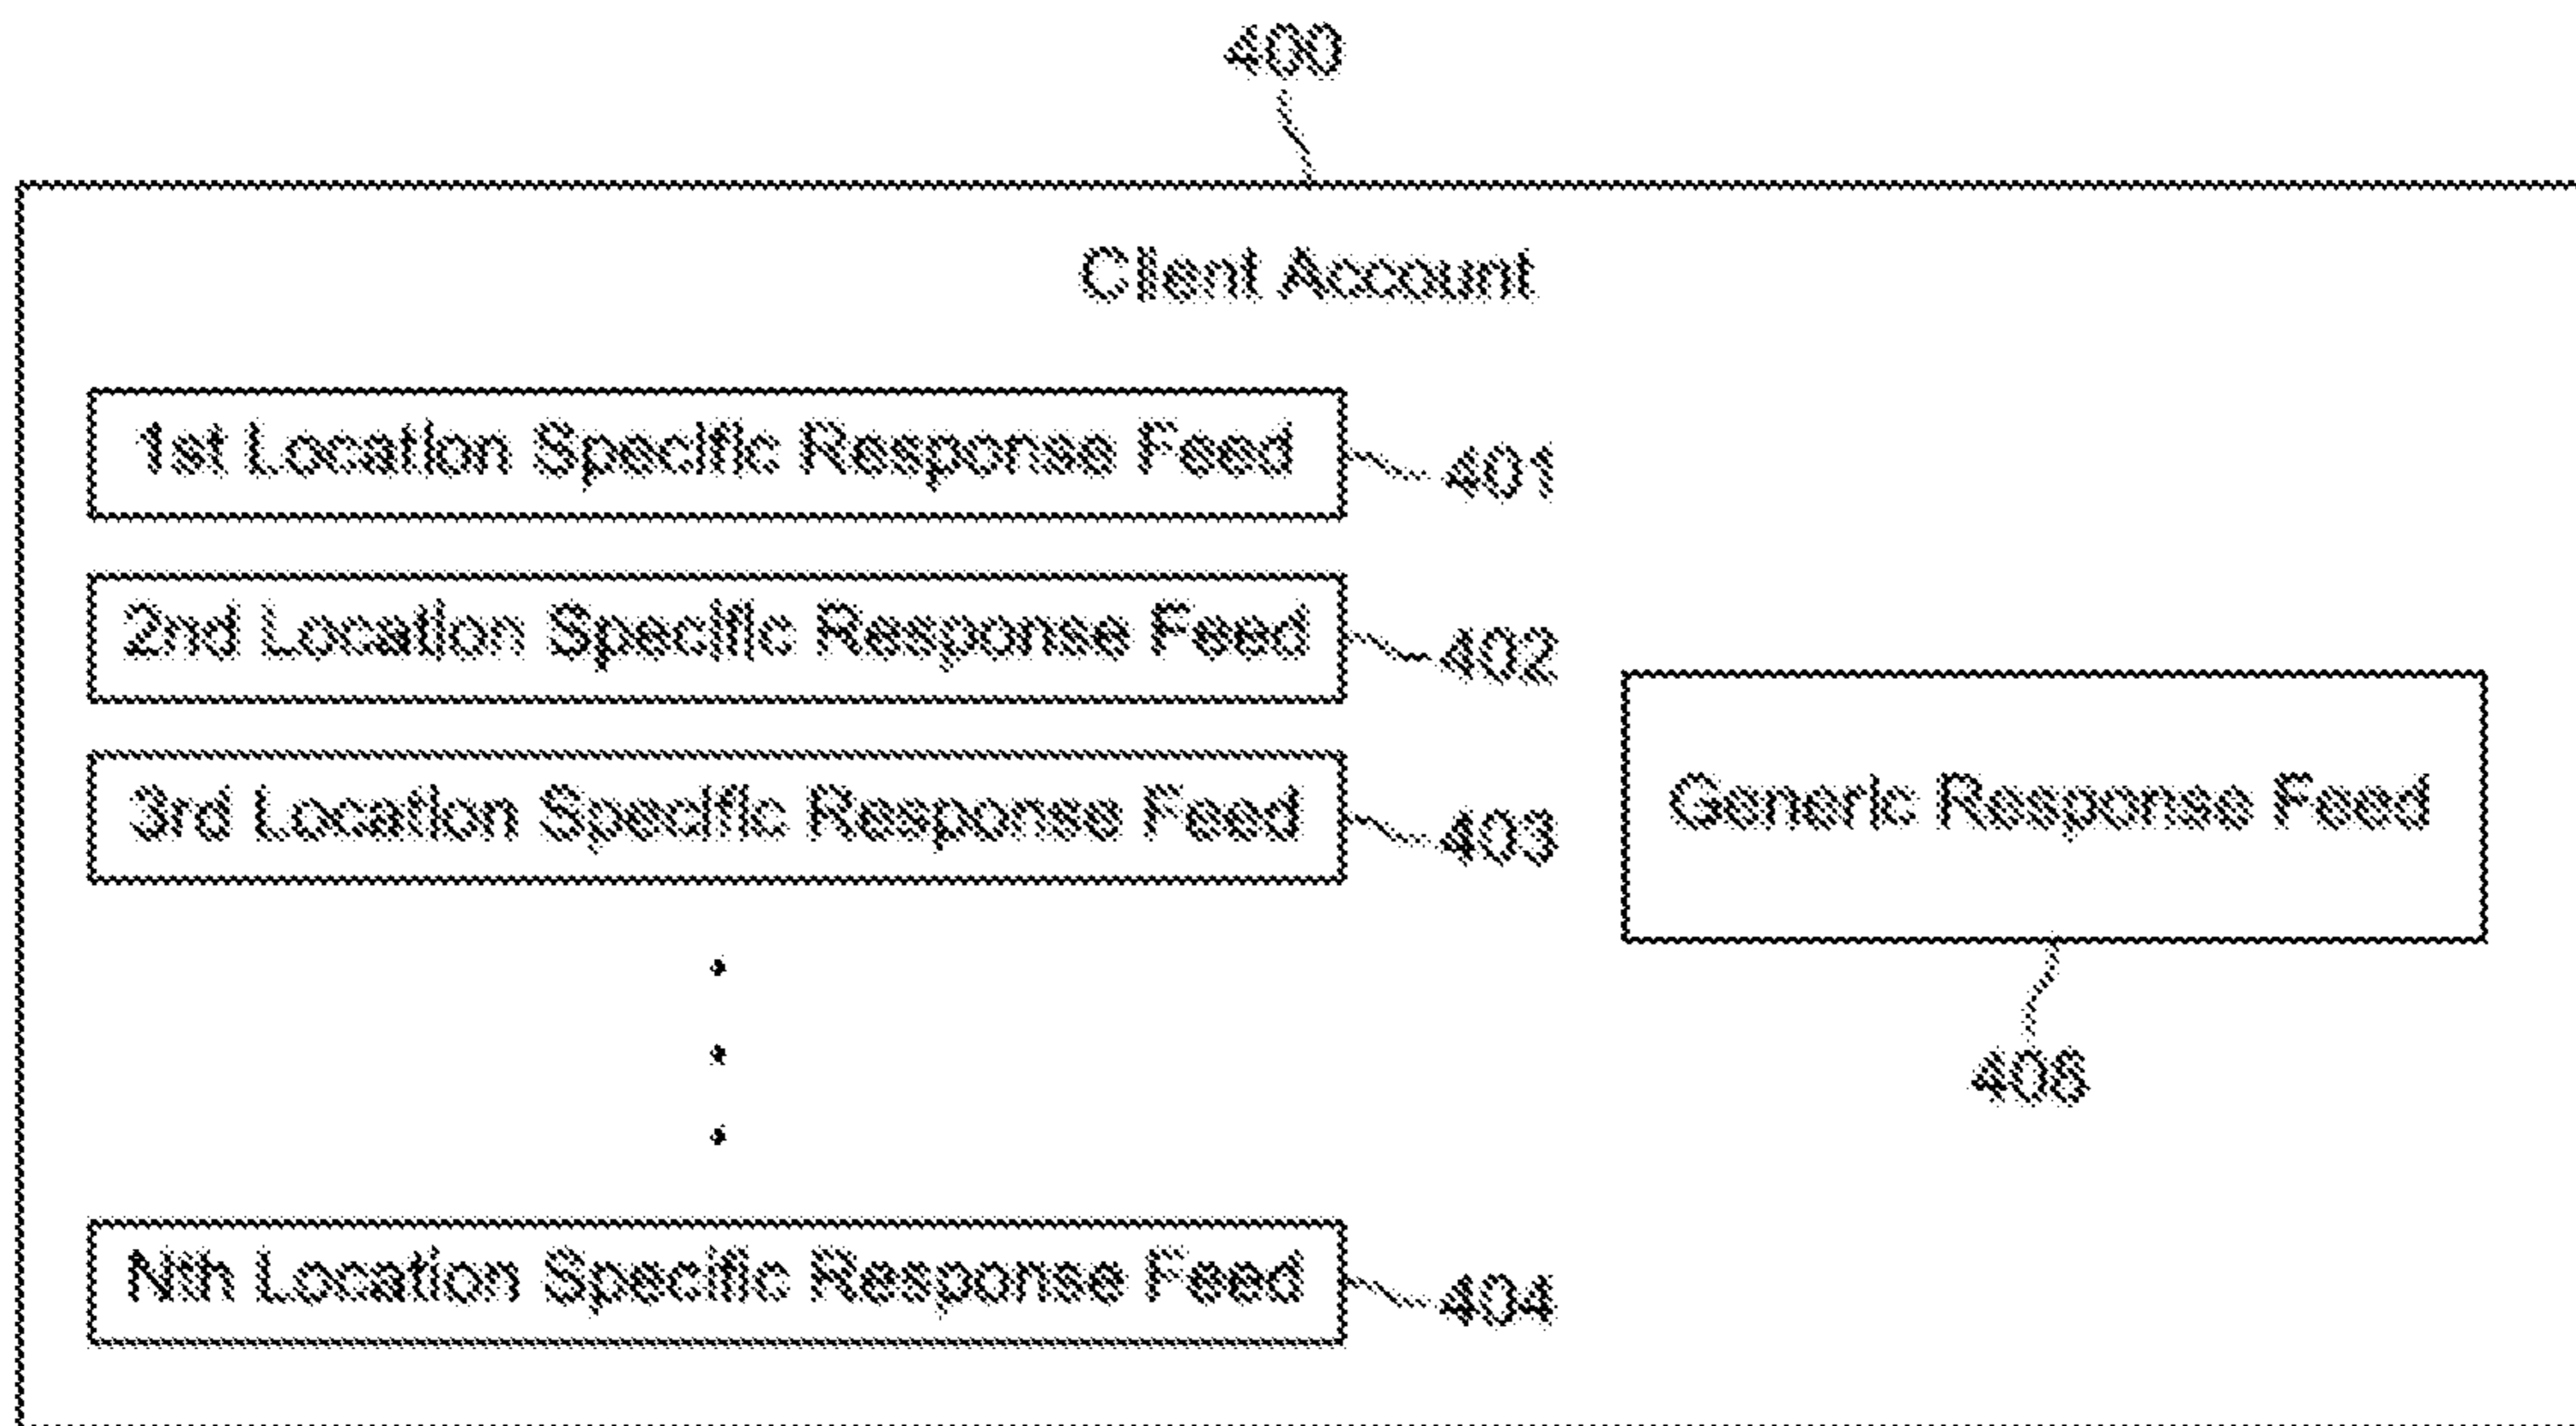 400
Client Account
1st Location Specific Response Feed
401
2nd Location Specific Response Feed
402
3rd Location Specific Response Feed
403
Generic Response Feed
406
Nth Location Specific Response Feed
404